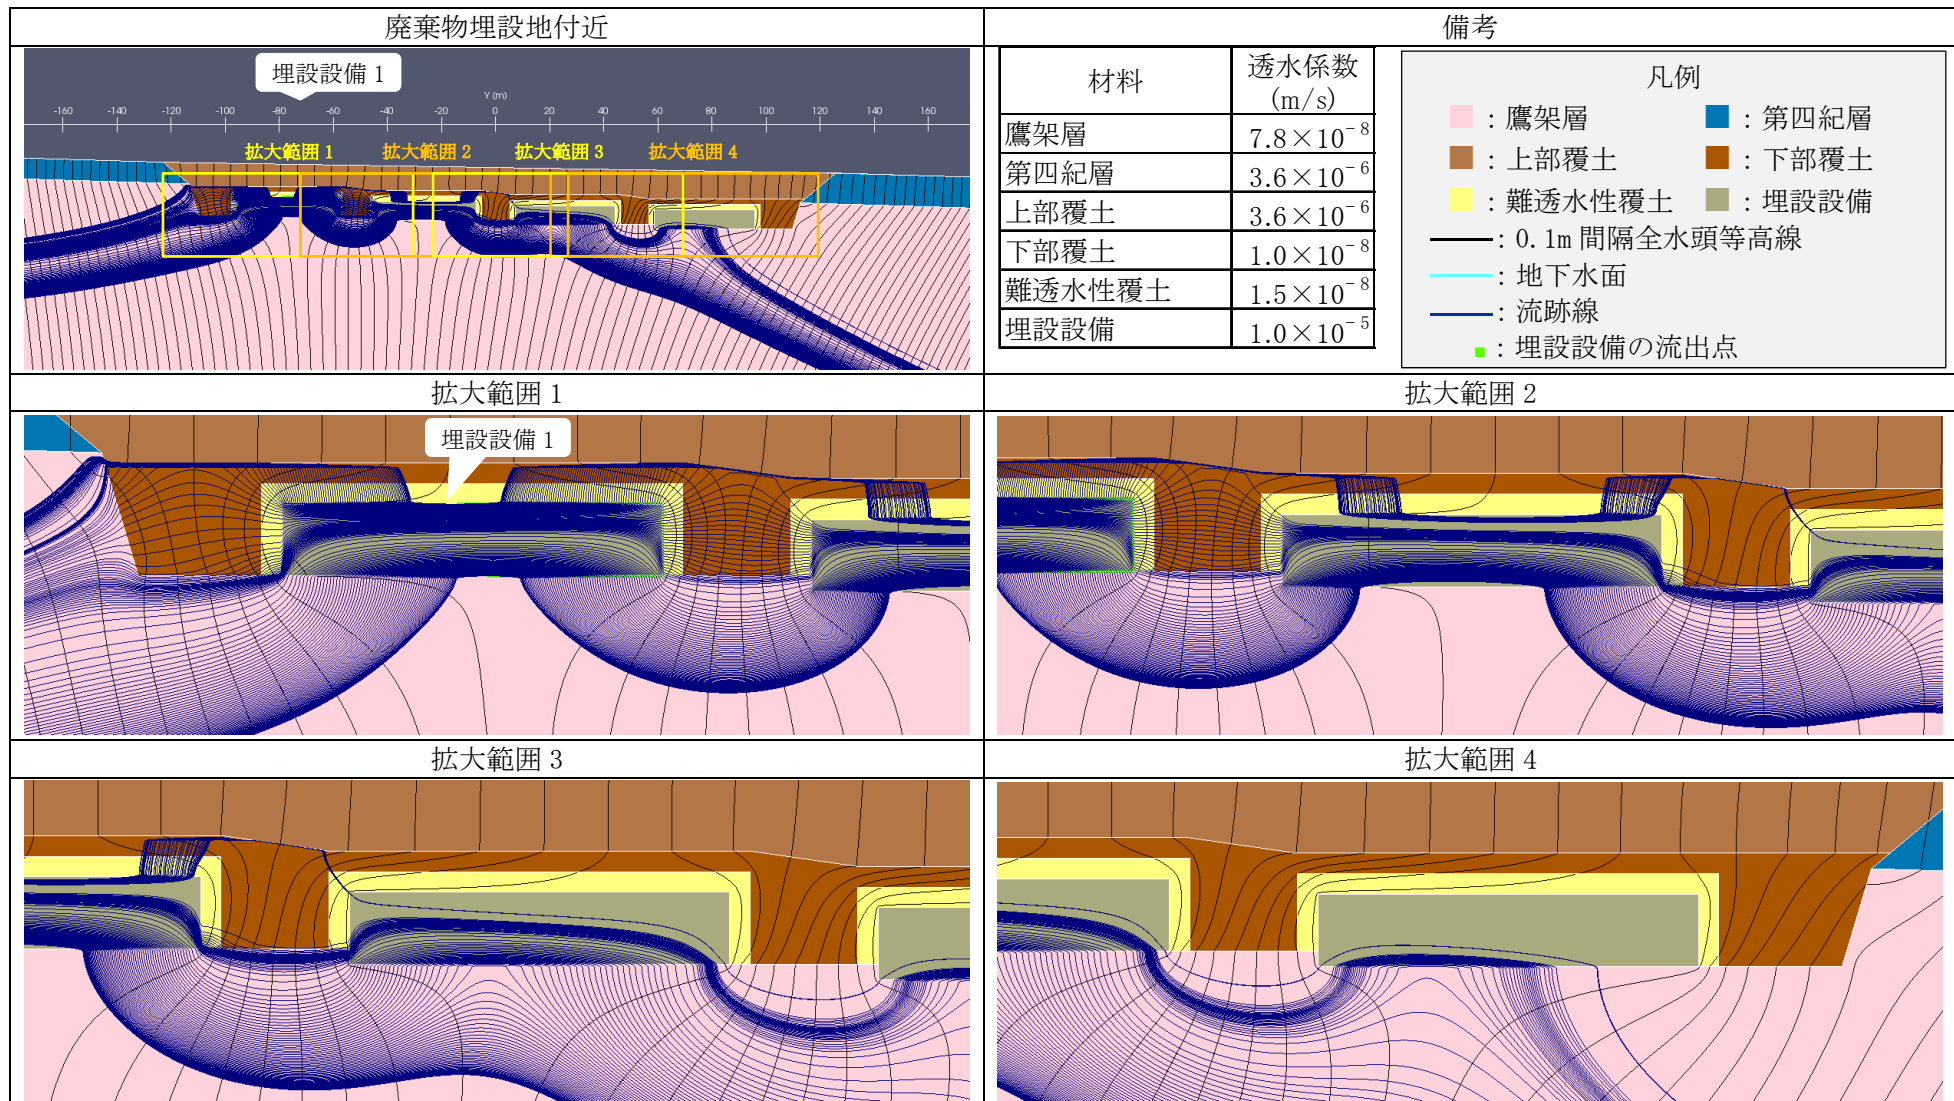 廃棄物埋設地付近
備考
埋設設備 1
Y (m)
-160 -140 -120 -100 -80 -60 -40 -20 0 20 40 60 80 100 120 140 160
拡大範囲 1 拡大範囲 2 拡大範囲 3 拡大範囲 4
材料 透水係数 (m/s)
鷹架層 7.8×10⁻⁸
第四紀層 3.6×10⁻⁶
上部覆土 3.6×10⁻⁶
下部覆土 1.0×10⁻⁸
難透水性覆土 1.5×10⁻⁸
埋設設備 1.0×10⁻⁵
凡例
：鷹架層 ：第四紀層
：上部覆土 ：下部覆土
：難透水性覆土 ：埋設設備
：0.1m 間隔全水頭等高線
：地下水面
：流跡線
：埋設設備の流出点
拡大範囲 1
拡大範囲 2
埋設設備 1
拡大範囲 3
拡大範囲 4